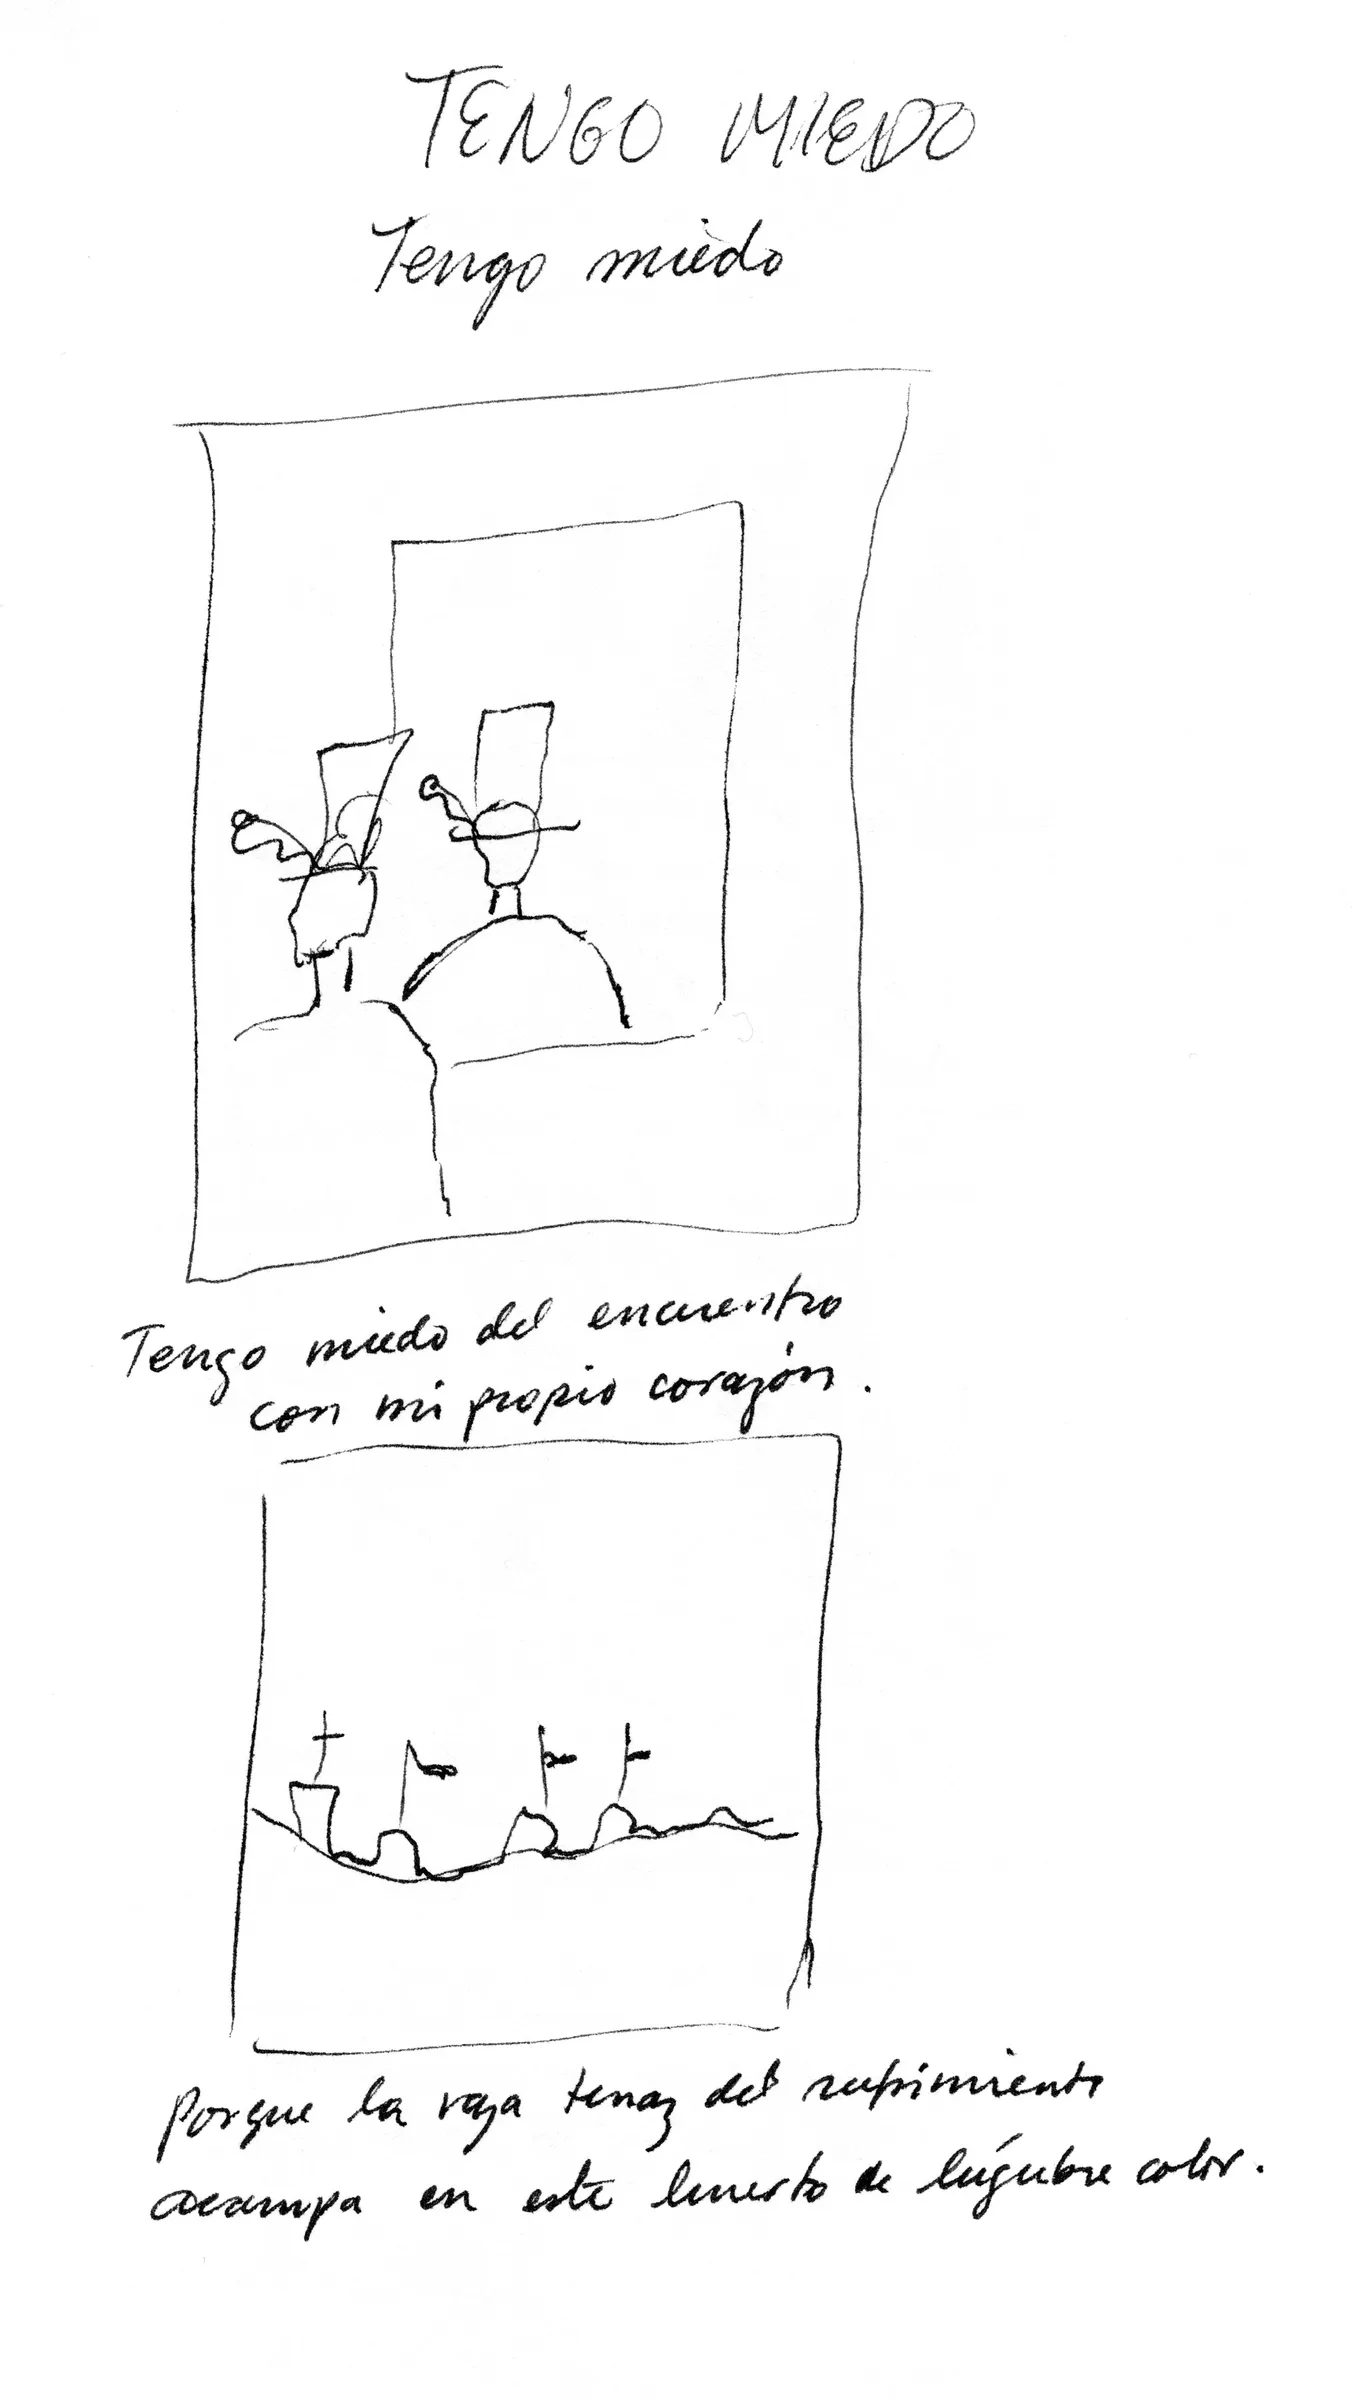 TENGO MIEDO
Tengo miedo
Tengo miedo del encuentro
con mi propio corazón.
Porque la raza tenaz del sufrimiento
acampa en este huerto de lúgubre color.